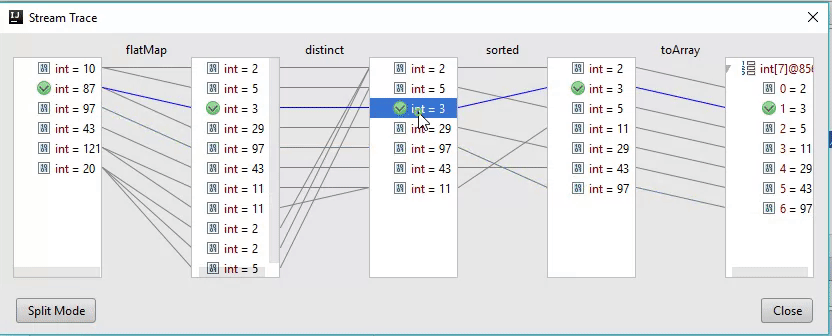 IJ Stream Trace
flatMap distinct sorted toArray
int = 10
int = 87
int = 97
int = 43
int = 121
int = 20
int = 2
int = 5
int = 3
int = 29
int = 97
int = 43
int = 11
int = 11
int = 2
int = 2
int = 5
int = 2
int = 5
int = 3
int = 29
int = 97
int = 43
int = 11
int = 2
int = 3
int = 5
int = 11
int = 29
int = 43
int = 97
int[7]@856
0 = 2
1 = 3
2 = 5
3 = 11
4 = 29
5 = 43
6 = 97
Split Mode Close